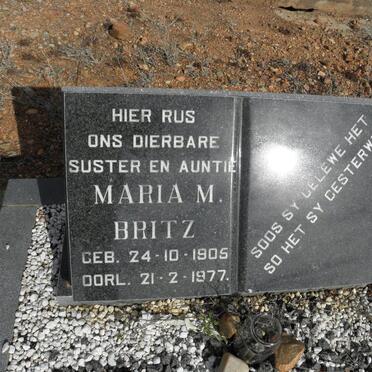 HIER RUS
ONS DIERBARE
SUSTER EN AUNTIE
MARIA M.
BRITZ
GEB. 24-10-1905
OORL. 21-2-1977.
SOOS SY GELEWE HET
SO HET SY GESTERWE